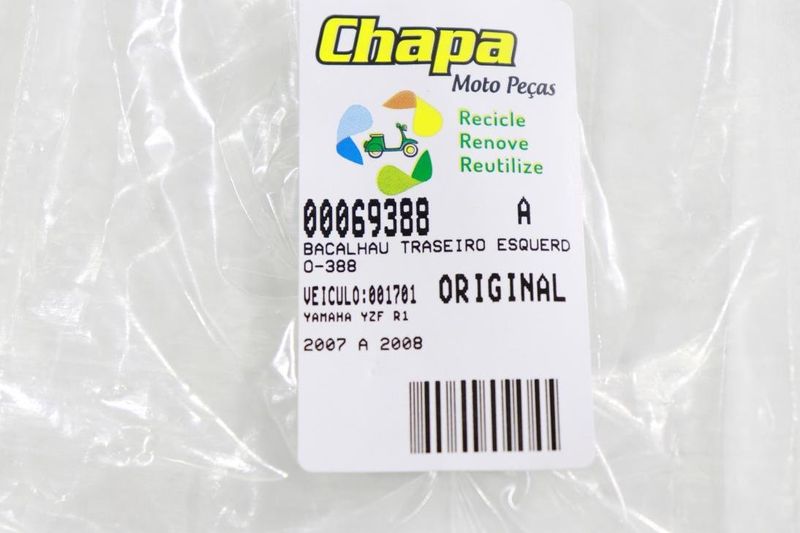 Chapa
Moto Peças
Recicle
Renove
Reutilize
00069388 A
BACALHAU TRASEIRO ESQUERD
O-388
VEICULO:001701 ORIGINAL
YAMAHA YZF R1
2007 A 2008